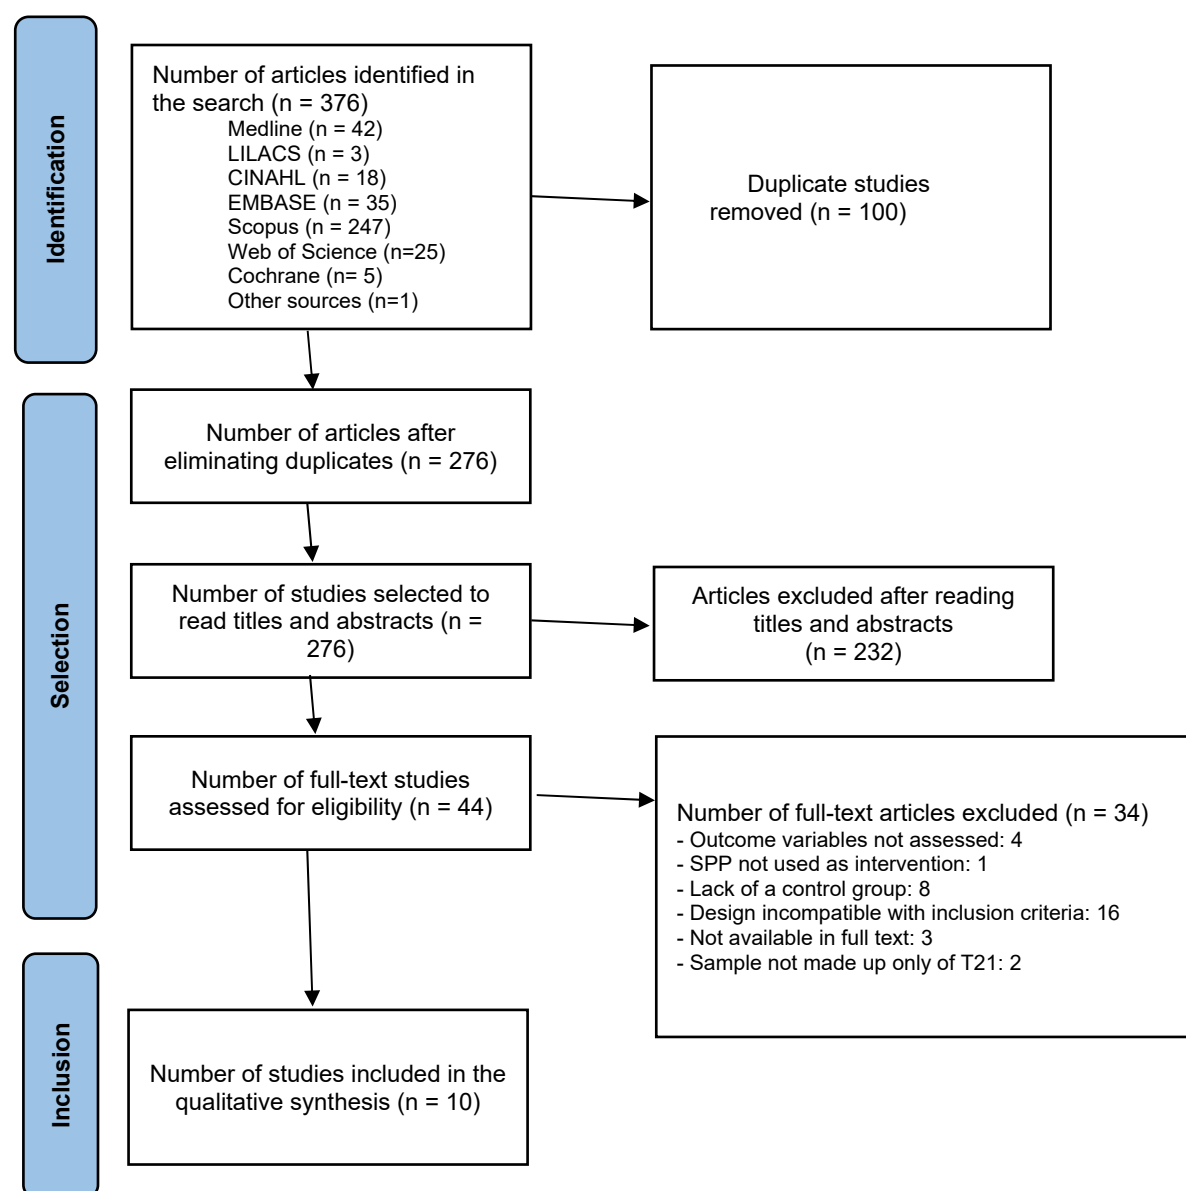 Identification
Number of articles identified in
the search (n = 376)
Medline (n = 42)
LILACS (n = 3)
CINAHL (n = 18)
EMBASE (n = 35)
Scopus (n = 247)
Web of Science (n=25)
Cochrane (n= 5)
Other sources (n=1)
Duplicate studies
removed (n = 100)
Selection
Number of articles after
eliminating duplicates (n = 276)
Number of studies selected to
read titles and abstracts (n =
276)
Articles excluded after reading
titles and abstracts
(n = 232)
Number of full-text studies
assessed for eligibility (n = 44)
Number of full-text articles excluded (n = 34)
- Outcome variables not assessed: 4
- SPP not used as intervention: 1
- Lack of a control group: 8
- Design incompatible with inclusion criteria: 16
- Not available in full text: 3
- Sample not made up only of T21: 2
Inclusion
Number of studies included in the
qualitative synthesis (n = 10)